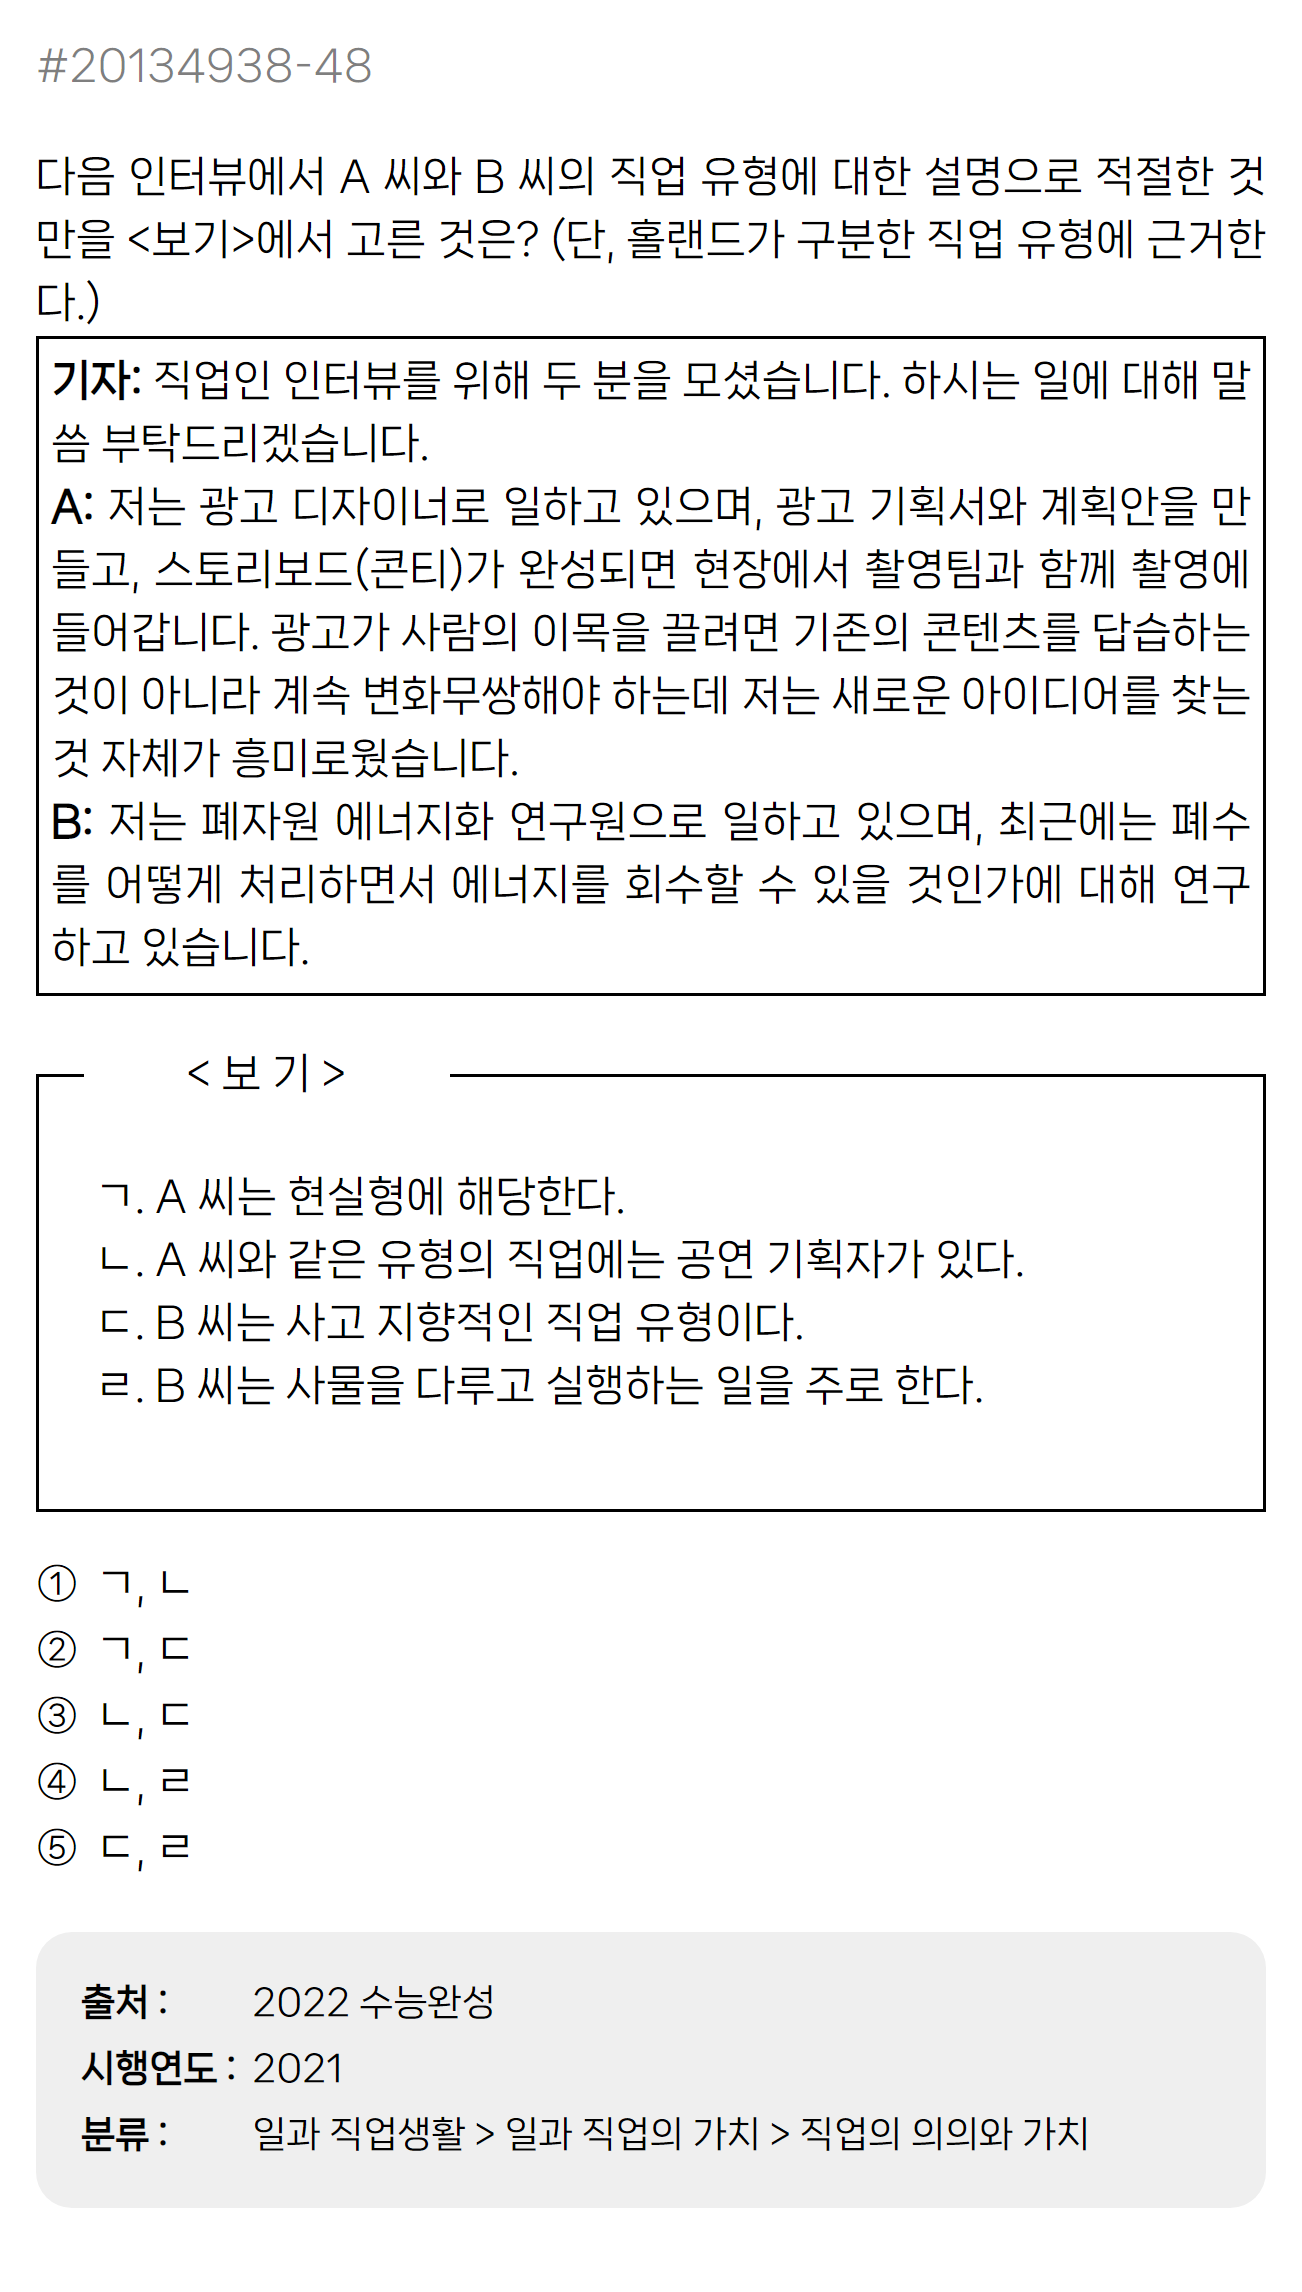 #20134938-48
다음 인터뷰에서 A 씨와 B 씨의 직업 유형에 대한 설명으로 적절한 것
만을 <보기>에서 고른 것은? (단, 홀랜드가 구분한 직업 유형에 근거한
다.)
기자: 직업인 인터뷰를 위해 두 분을 모셨습니다. 하시는 일에 대해 말
씀 부탁드리겠습니다.
A: 저는 광고 디자이너로 일하고 있으며, 광고 기획서와 계획안을 만
들고, 스토리보드(콘티)가 완성되면 현장에서 촬영팀과 함께 촬영에
들어갑니다. 광고가 사람의 이목을 끌려면 기존의 콘텐츠를 답습하는
것이 아니라 계속 변화무쌍해야 하는데 저는 새로운 아이디어를 찾는
것 자체가 흥미로웠습니다.
B: 저는 폐자원 에너지화 연구원으로 일하고 있으며, 최근에는 폐수
를 어떻게 처리하면서 에너지를 회수할 수 있을 것인가에 대해 연구
하고 있습니다.
< 보 기 >
ㄱ. A 씨는 현실형에 해당한다.
ㄴ. A 씨와 같은 유형의 직업에는 공연 기획자가 있다.
ㄷ. B 씨는 사고 지향적인 직업 유형이다.
ㄹ. B 씨는 사물을 다루고 실행하는 일을 주로 한다.
① ㄱ, ㄴ
② ㄱ, ㄷ
③ ㄴ, ㄷ
④ ㄴ, ㄹ
⑤ ㄷ, ㄹ
출처 : 2022 수능완성
시행연도 : 2021
분류 : 일과 직업생활 > 일과 직업의 가치 > 직업의 의의와 가치